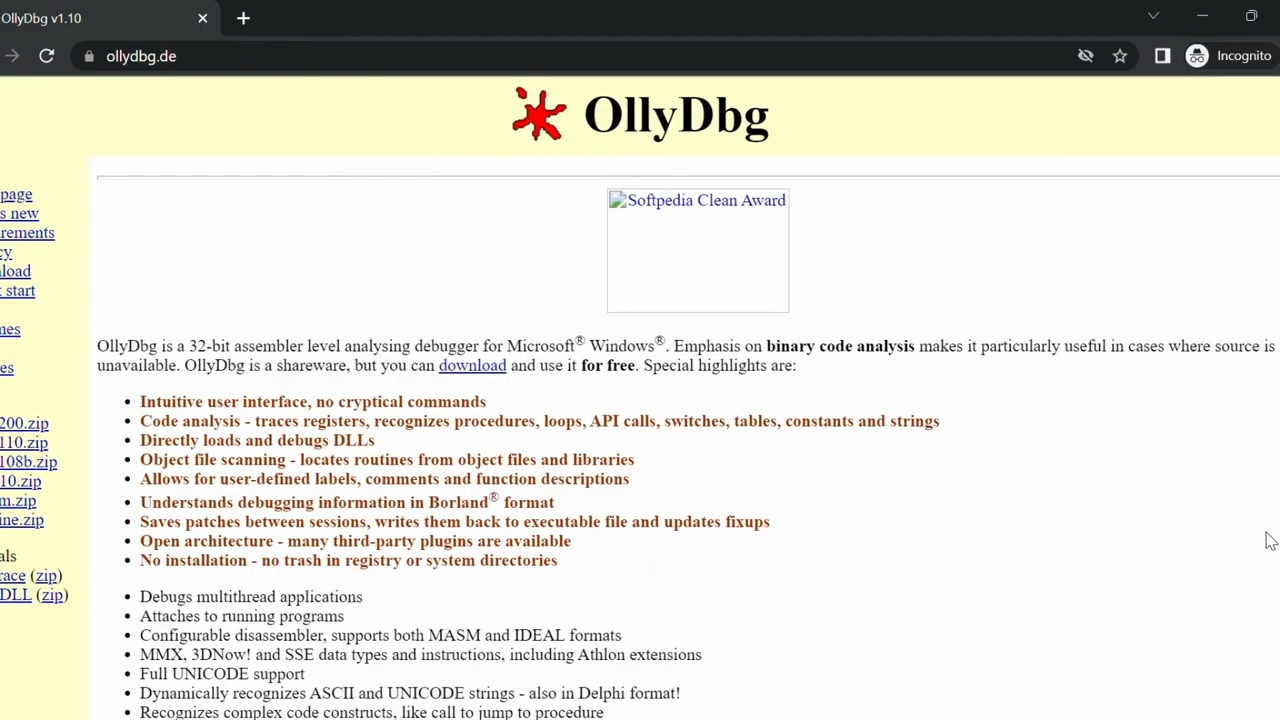 OllyDbg v1.10
ollydbg.de
Incognito
OllyDbg
page
s new
rements
cy
load
t start
mes
es
200.zip
110.zip
108b.zip
10.zip
m.zip
ine.zip
als
race (zip)
DLL (zip)
Softpedia Clean Award
OllyDbg is a 32-bit assembler level analysing debugger for Microsoft® Windows®. Emphasis on binary code analysis makes it particularly useful in cases where source is
unavailable. OllyDbg is a shareware, but you can download and use it for free. Special highlights are:
• Intuitive user interface, no cryptical commands
• Code analysis - traces registers, recognizes procedures, loops, API calls, switches, tables, constants and strings
• Directly loads and debugs DLLs
• Object file scanning - locates routines from object files and libraries
• Allows for user-defined labels, comments and function descriptions
• Understands debugging information in Borland® format
• Saves patches between sessions, writes them back to executable file and updates fixups
• Open architecture - many third-party plugins are available
• No installation - no trash in registry or system directories
• Debugs multithread applications
• Attaches to running programs
• Configurable disassembler, supports both MASM and IDEAL formats
• MMX, 3DNow! and SSE data types and instructions, including Athlon extensions
• Full UNICODE support
• Dynamically recognizes ASCII and UNICODE strings - also in Delphi format!
• Recognizes complex code constructs, like call to jump to procedure